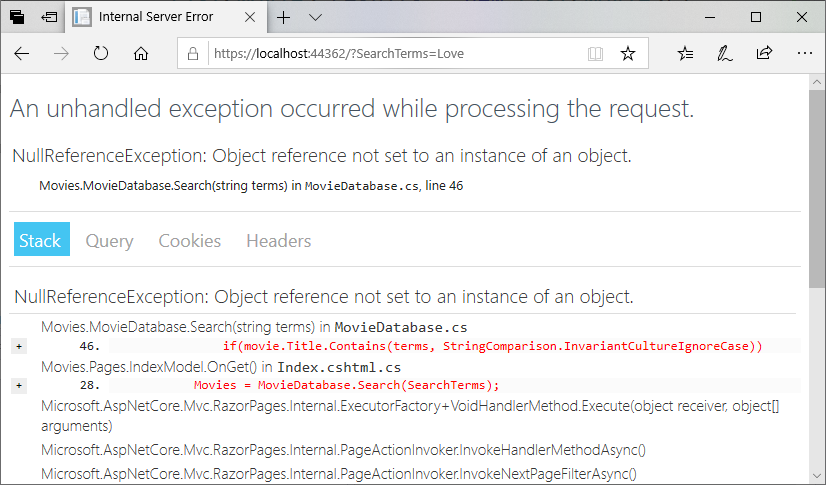 Internal Server Error
https://localhost:44362/?SearchTerms=Love
An unhandled exception occurred while processing the request.
NullReferenceException: Object reference not set to an instance of an object.
Movies.MovieDatabase.Search(string terms) in MovieDatabase.cs, line 46
Stack Query Cookies Headers
NullReferenceException: Object reference not set to an instance of an object.
Movies.MovieDatabase.Search(string terms) in MovieDatabase.cs
+ 46. if(movie.Title.Contains(terms, StringComparison.InvariantCultureIgnoreCase))
Movies.Pages.IndexModel.OnGet() in Index.cshtml.cs
+ 28. Movies = MovieDatabase.Search(SearchTerms);
Microsoft.AspNetCore.Mvc.RazorPages.Internal.ExecutorFactory+VoidHandlerMethod.Execute(object receiver, object[]
arguments)
Microsoft.AspNetCore.Mvc.RazorPages.Internal.PageActionInvoker.InvokeHandlerMethodAsync()
Microsoft.AspNetCore.Mvc.RazorPages.Internal.PageActionInvoker.InvokeNextPageFilterAsync()